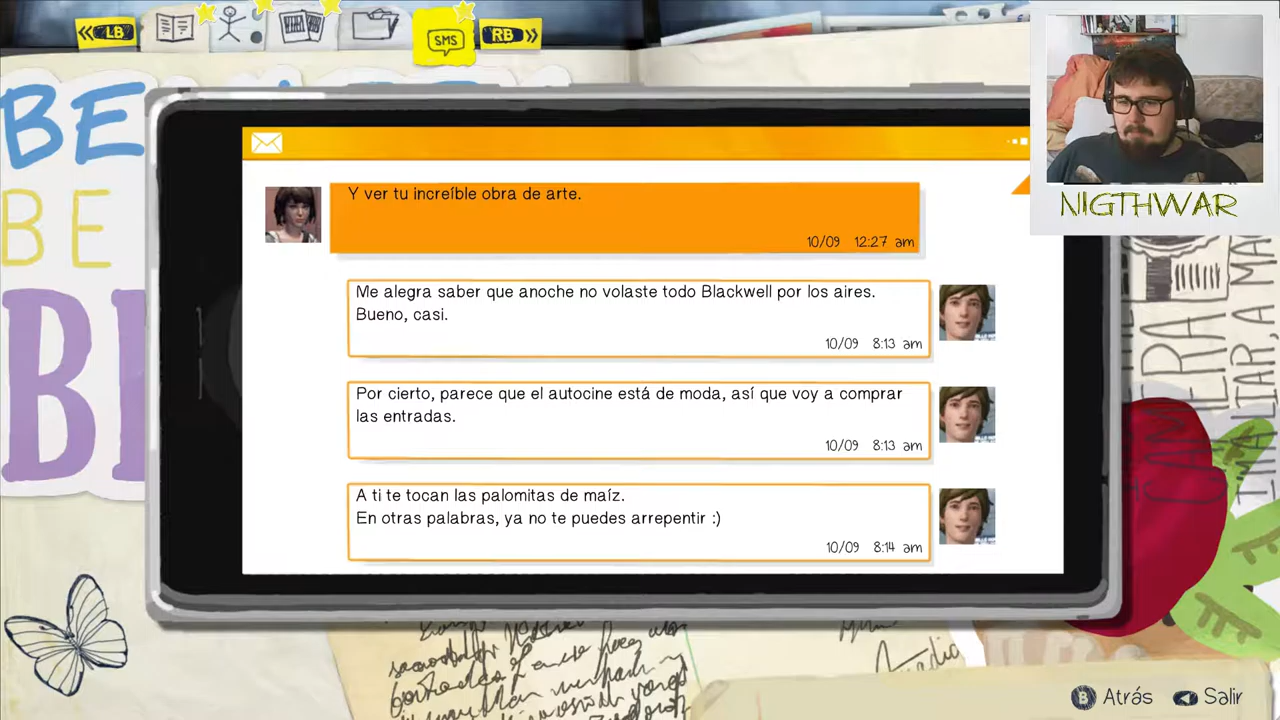 LB
SMS
RB
BE
BE
B
Y ver tu increíble obra de arte.
10/09 12:27 am
Me alegra saber que anoche no volaste todo Blackwell por los aires.
Bueno, casi.
10/09 8:13 am
Por cierto, parece que el autocine está de moda, así que voy a comprar
las entradas.
10/09 8:13 am
A ti te tocan las palomitas de maíz.
En otras palabras, ya no te puedes arrepentir :)
10/09 8:14 am
NIGTHWAR
B Atrás
Salir